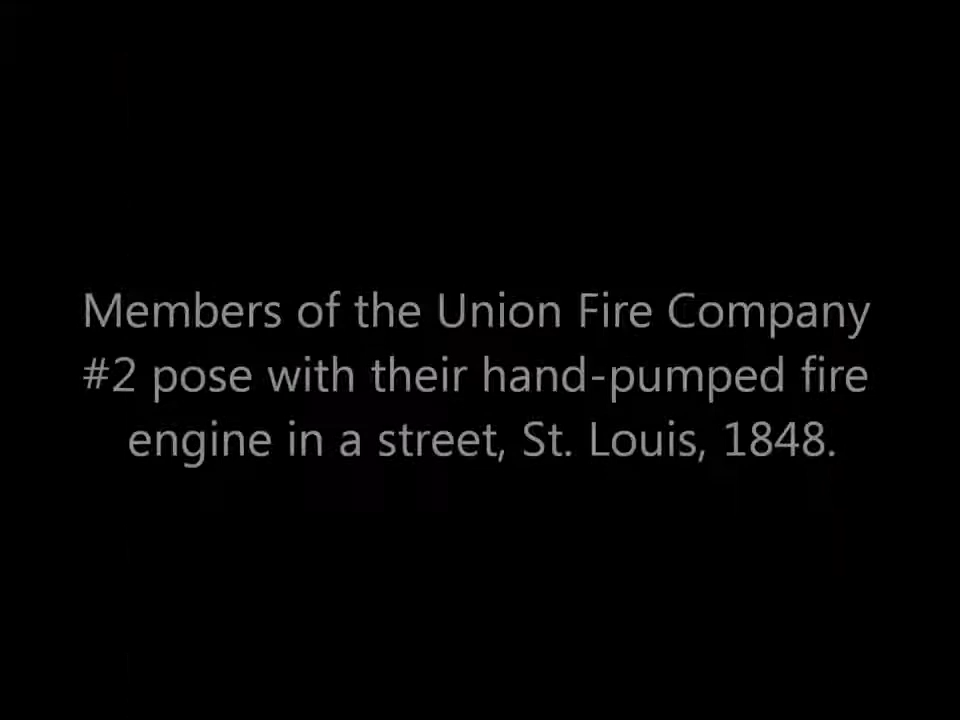 Members of the Union Fire Company
#2 pose with their hand-pumped fire
engine in a street, St. Louis, 1848.